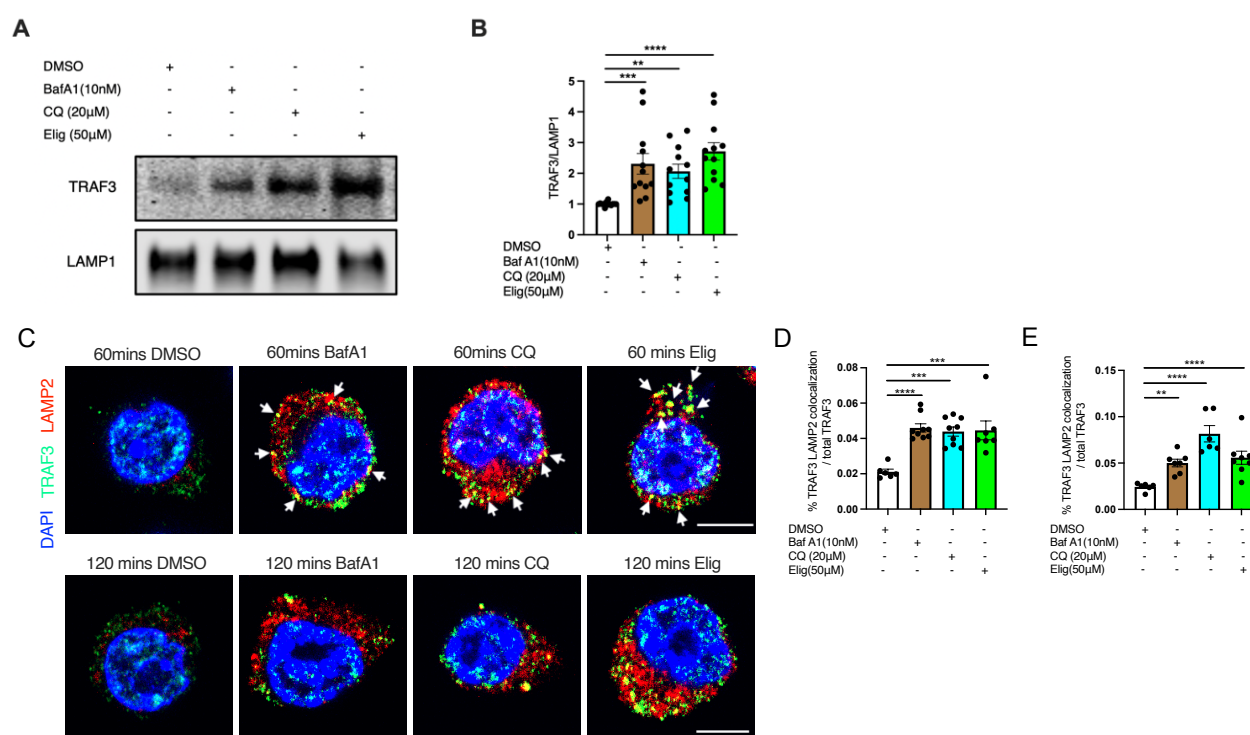 A
DMSO + - - -
BafA1(10nM) - + - -
CQ (20µM) - - + -
Elig (50µM) - - - +
TRAF3
LAMP1
B
****
**
***
5
4
3
2
1
0
TRAF3/LAMP1
DMSO + - - -
Baf A1(10nM) - + - -
CQ (20µM) - - + -
Elig(50µM) - - - +
C
60mins DMSO 60mins BafA1 60mins CQ 60 mins Elig
DAPI TRAF3 LAMP2
120 mins DMSO 120 mins BafA1 120 mins CQ 120 mins Elig
D
***
***
****
0.08
0.06
0.04
0.02
0.00
% TRAF3 LAMP2 colocalization
/ total TRAF3
DMSO + - - -
Baf A1(10nM) - + - -
CQ (20µM) - - + -
Elig(50µM) - - - +
E
****
****
**
0.15
0.10
0.05
0.00
% TRAF3 LAMP2 colocalization
/ total TRAF3
DMSO + - - -
Baf A1(10nM) - + - -
CQ (20µM) - - + -
Elig(50µM) - - - +